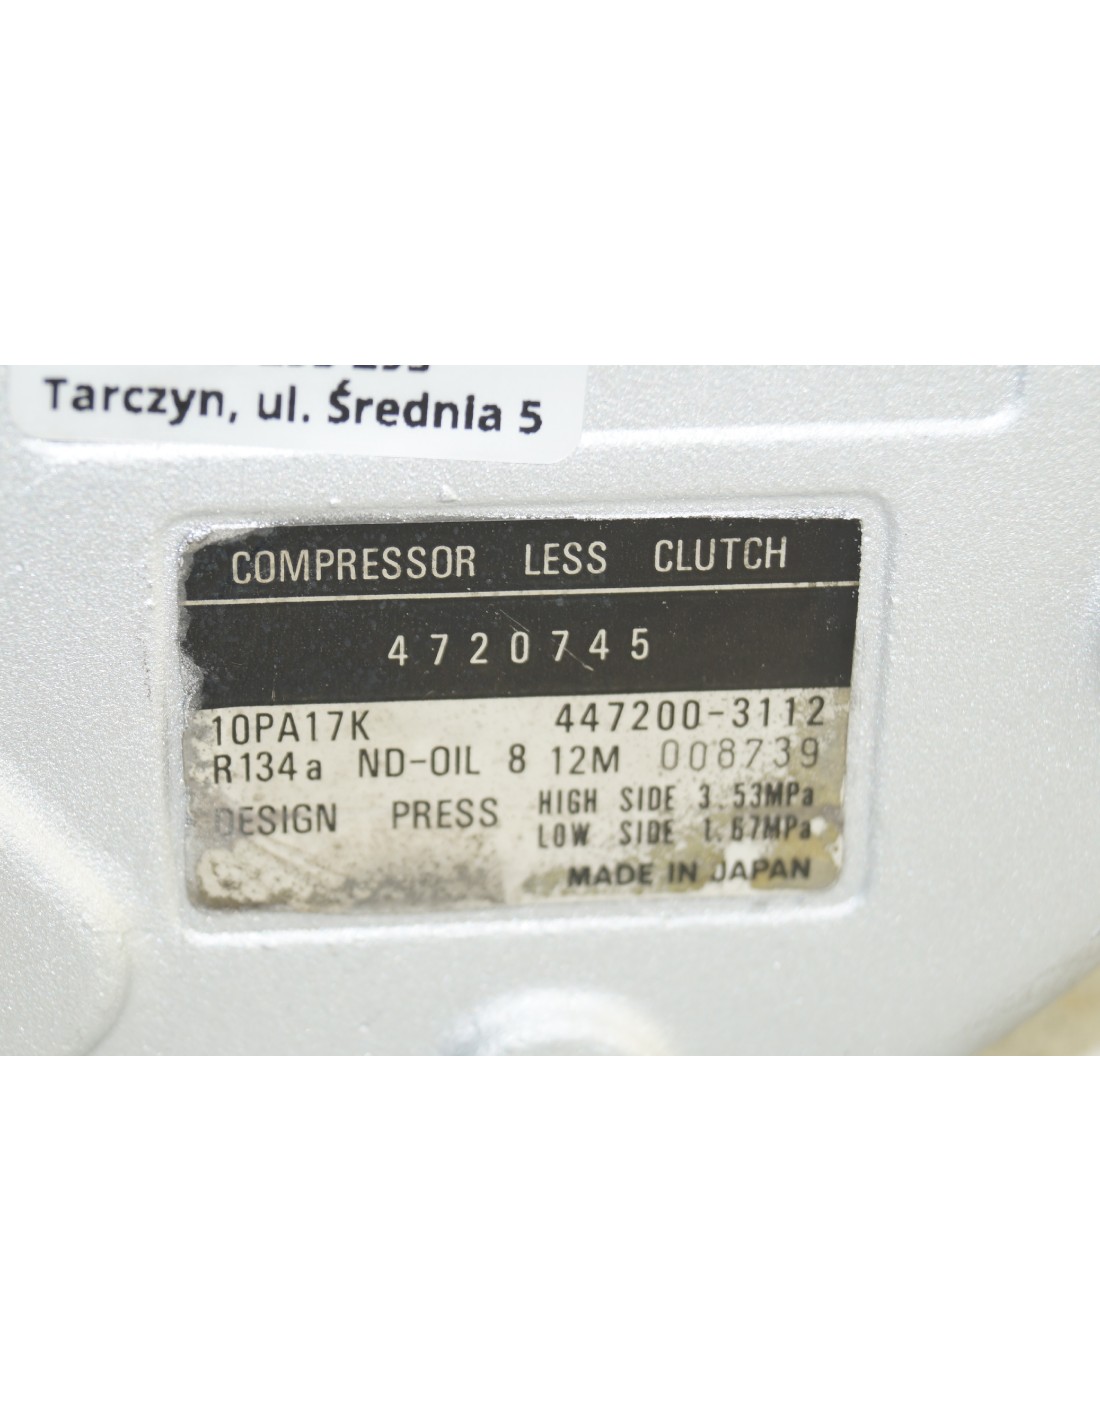 Tarczyn, ul. Średnia 5
COMPRESSOR LESS CLUTCH
4720745
10PA17K 447200-3112
R134a ND-OIL 8 12M 008739
DESIGN PRESS HIGH SIDE 3.53MPa
LOW SIDE 1.67MPa
MADE IN JAPAN